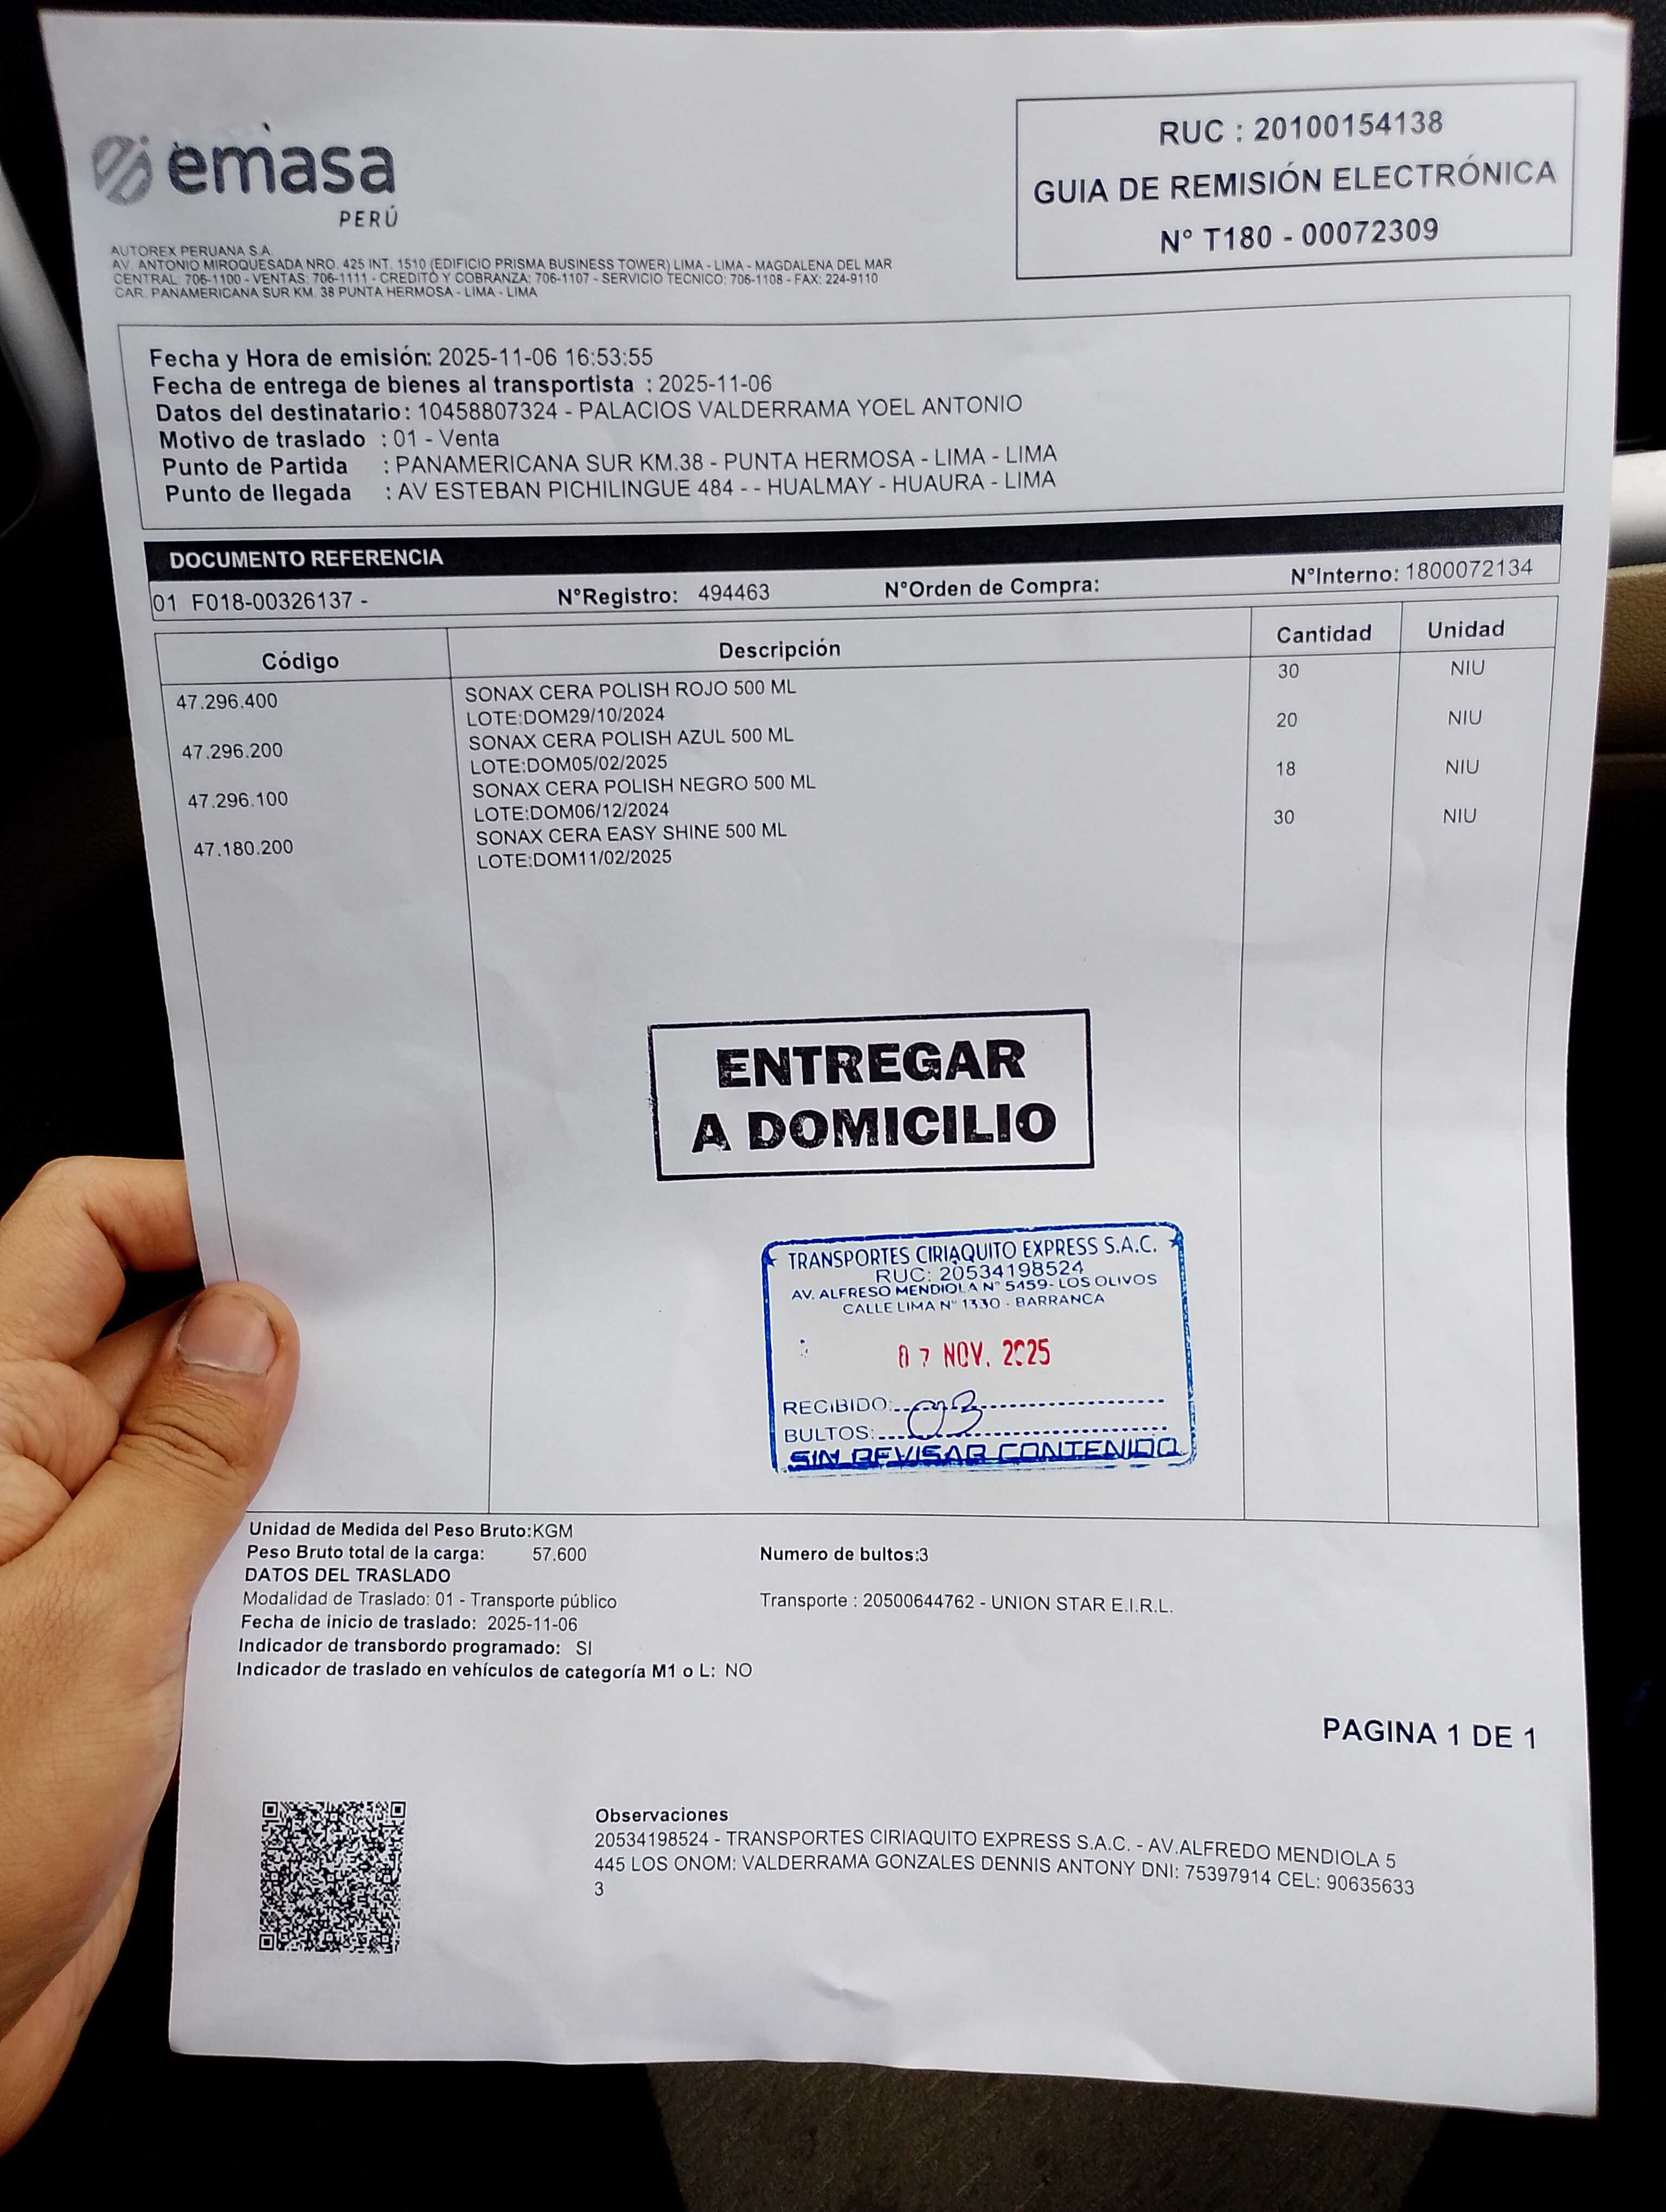 emasa
PERÚ
RUC : 20100154138
GUIA DE REMISIÓN ELECTRÓNICA
N° T180 - 00072309
AUTOREX PERUANA S.A.
AV. ANTONIO MIROQUESADA NRO. 425 INT. 1510 (EDIFICIO PRISMA BUSINESS TOWER) LIMA - LIMA - MAGDALENA DEL MAR
CENTRAL: 706-1100 - VENTAS: 706-1111 - CREDITO Y COBRANZA: 706-1107 - SERVICIO TECNICO: 706-1108 - FAX: 224-9110
CAR. PANAMERICANA SUR KM. 38 PUNTA HERMOSA - LIMA - LIMA
Fecha y Hora de emisión: 2025-11-06 16:53:55
Fecha de entrega de bienes al transportista : 2025-11-06
Datos del destinatario: 10458807324 - PALACIOS VALDERRAMA YOEL ANTONIO
Motivo de traslado : 01 - Venta
Punto de Partida : PANAMERICANA SUR KM.38 - PUNTA HERMOSA - LIMA - LIMA
Punto de llegada : AV ESTEBAN PICHILINGUE 484 - - HUALMAY - HUAURA - LIMA
DOCUMENTO REFERENCIA
01 F018-00326137 - N°Registro: 494463 N°Orden de Compra: N°Interno: 1800072134
Código Descripción Cantidad Unidad
47.296.400 SONAX CERA POLISH ROJO 500 ML 30 NIU
LOTE:DOM29/10/2024
47.296.200 SONAX CERA POLISH AZUL 500 ML 20 NIU
LOTE:DOM05/02/2025
47.296.100 SONAX CERA POLISH NEGRO 500 ML 18 NIU
LOTE:DOM06/12/2024
47.180.200 SONAX CERA EASY SHINE 500 ML 30 NIU
LOTE:DOM11/02/2025
ENTREGAR
A DOMICILIO
TRANSPORTES CIRIAQUITO EXPRESS S.A.C.
RUC: 20534198524
AV. ALFRESO MENDIOLA N° 5459- LOS OLIVOS
CALLE LIMA N° 1330 - BARRANCA
07 NOV. 2025
RECIBIDO:
BULTOS:
SIN REVISAR CONTENIDO
Unidad de Medida del Peso Bruto:KGM
Peso Bruto total de la carga: 57.600 Numero de bultos:3
DATOS DEL TRASLADO
Modalidad de Traslado: 01 - Transporte público Transporte : 20500644762 - UNION STAR E.I.R.L.
Fecha de inicio de traslado: 2025-11-06
Indicador de transbordo programado: SI
Indicador de traslado en vehículos de categoría M1 o L: NO
PAGINA 1 DE 1
Observaciones
20534198524 - TRANSPORTES CIRIAQUITO EXPRESS S.A.C. - AV.ALFREDO MENDIOLA 5
445 LOS ONOM: VALDERRAMA GONZALES DENNIS ANTONY DNI: 75397914 CEL: 90635633
3